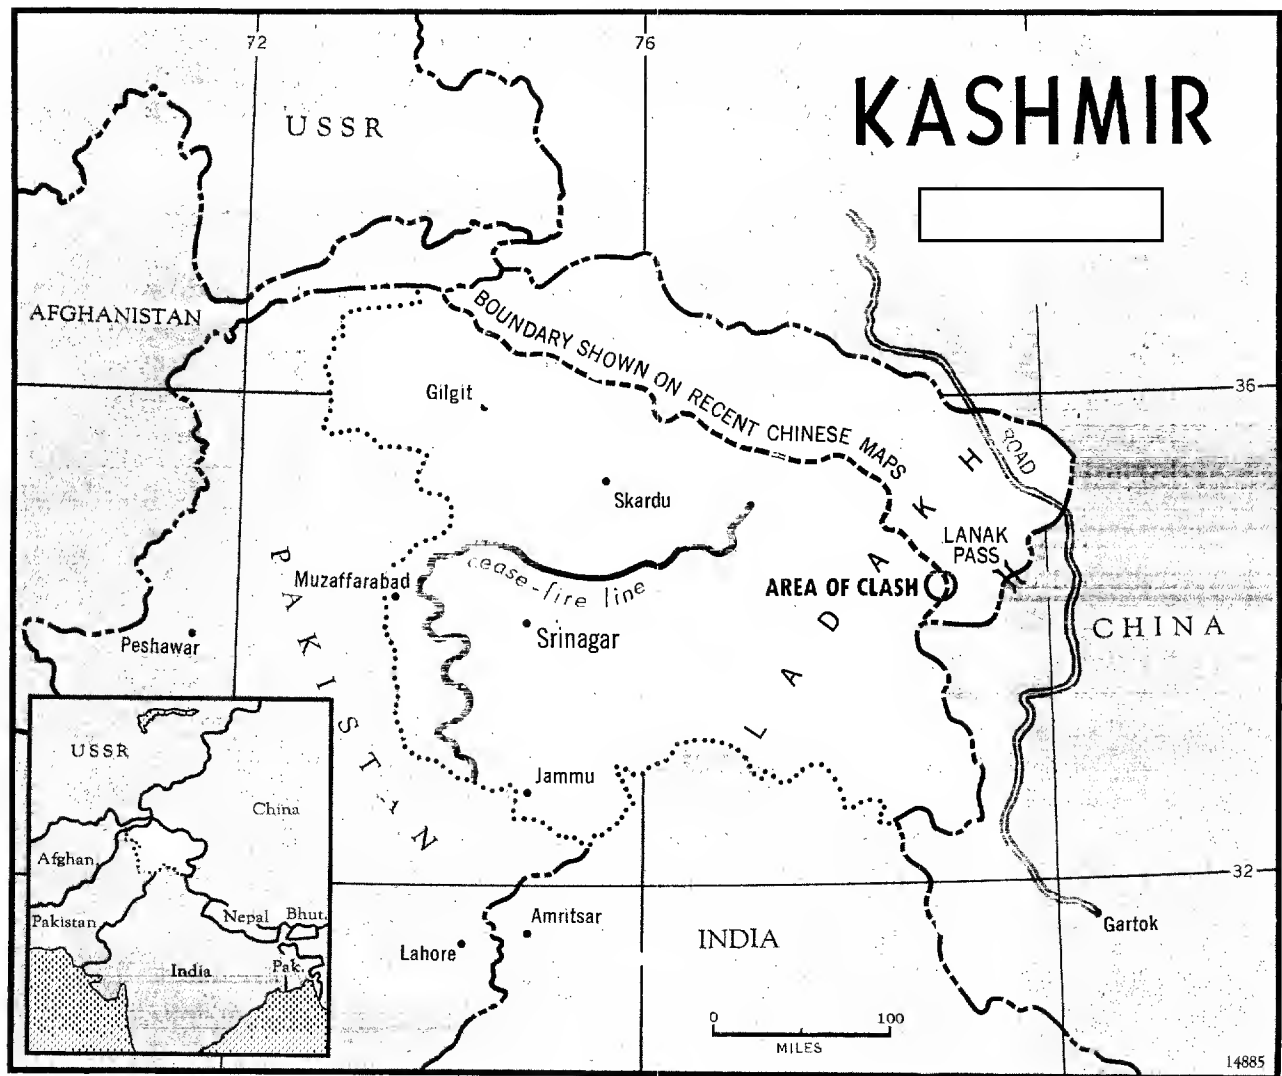 72
76
KASHMIR
USSR
AFGHANISTAN
BOUNDARY SHOWN ON RECENT CHINESE MAPS
36
Gilgit
ROAD
Skardu
LADAKH
LANAK
PASS
Muzaffarabad
cease-fire line
AREA OF CLASH
Srinagar
CHINA
Peshawar
PAKISTAN
Jammu
32
Amritsar
INDIA
Gartok
Lahore
0 100
MILES
14885
USSR
China
Afghan.
Pakistan
Nepal
Bhut.
India
Pak.